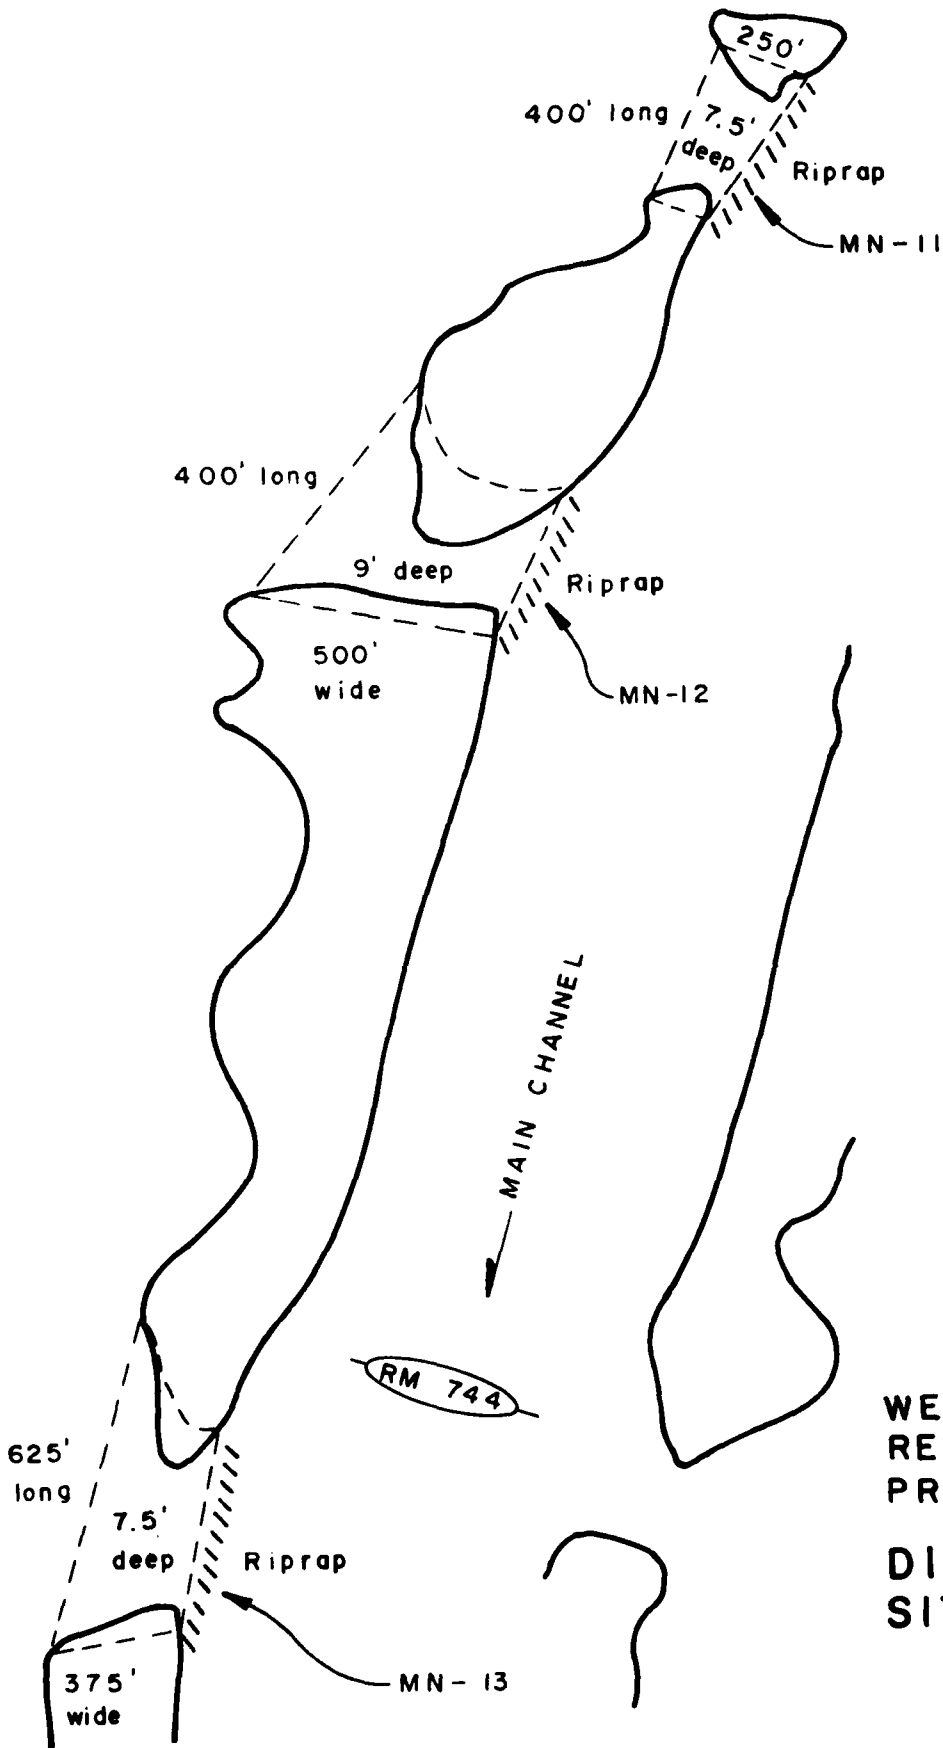 250'
400' long
7.5'
deep
Riprap
MN-11
400' long
9' deep
Riprap
500'
wide
MN-12
MAIN CHANNEL
RM 744
625'
long
7.5'
deep
Riprap
375'
wide
MN-13
WE
RE
PR
DI